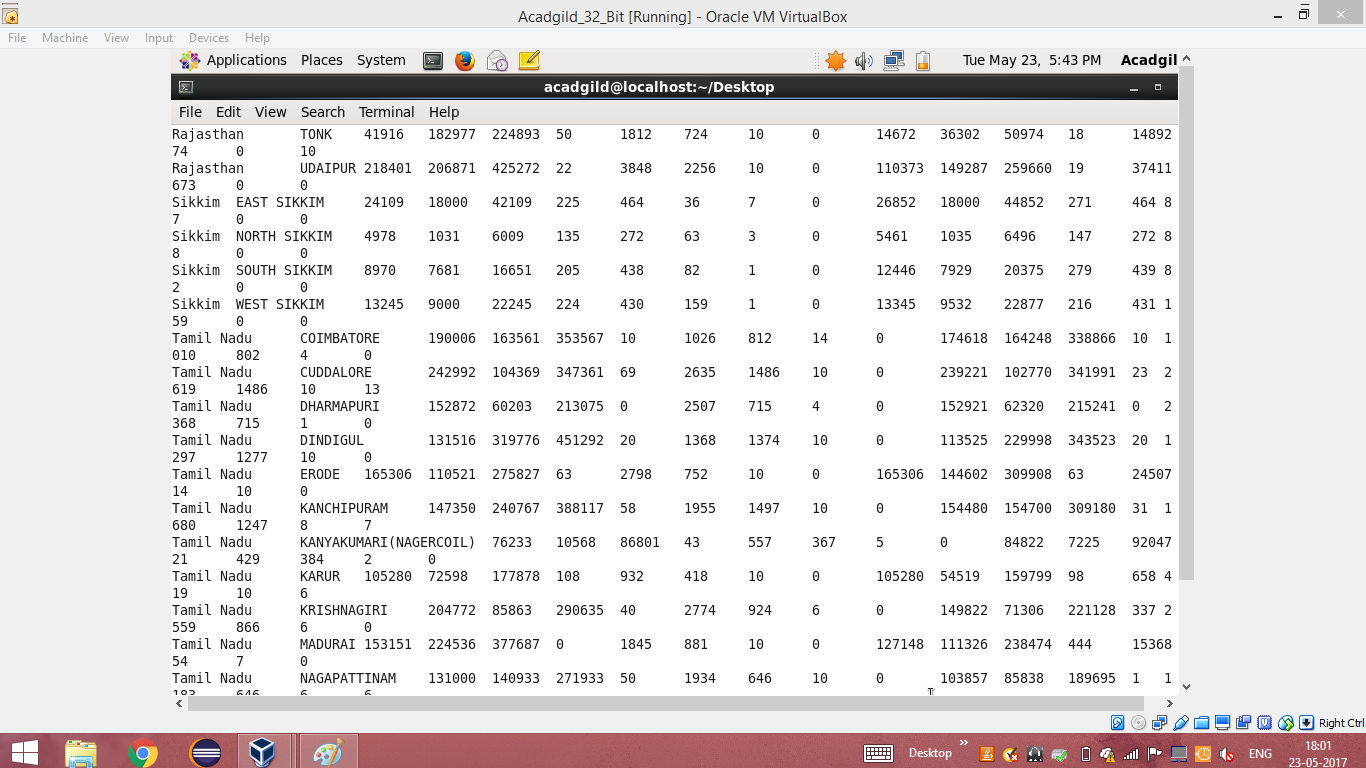 Acadgild_32_Bit [Running] - Oracle VM VirtualBox
File Machine View Input Devices Help
Applications Places System Tue May 23, 5:43 PM Acadgil
acadgild@localhost:~/Desktop
File Edit View Search Terminal Help
Rajasthan TONK 41916 182977 224893 50 1812 724 10 0 14672 36302 50974 18 14892
74 0 10
Rajasthan UDAIPUR 218401 206871 425272 22 3848 2256 10 0 110373 149287 259660 19 37411
673 0 0
Sikkim EAST SIKKIM 24109 18000 42109 225 464 36 7 0 26852 18000 44852 271 464 8
7 0 0
Sikkim NORTH SIKKIM 4978 1031 6009 135 272 63 3 0 5461 1035 6496 147 272 8
8 0 0
Sikkim SOUTH SIKKIM 8970 7681 16651 205 438 82 1 0 12446 7929 20375 279 439 8
2 0 0
Sikkim WEST SIKKIM 13245 9000 22245 224 430 159 1 0 13345 9532 22877 216 431 1
59 0 0
Tamil Nadu COIMBATORE 190006 163561 353567 10 1026 812 14 0 174618 164248 338866 10 1
010 802 4 0
Tamil Nadu CUDDALORE 242992 104369 347361 69 2635 1486 10 0 239221 102770 341991 23 2
619 1486 10 13
Tamil Nadu DHARMAPURI 152872 60203 213075 0 2507 715 4 0 152921 62320 215241 0 2
368 715 1 0
Tamil Nadu DINDIGUL 131516 319776 451292 20 1368 1374 10 0 113525 229998 343523 20 1
297 1277 10 0
Tamil Nadu ERODE 165306 110521 275827 63 2798 752 10 0 165306 144602 309908 63 24507
14 10 0
Tamil Nadu KANCHIPURAM 147350 240767 388117 58 1955 1497 10 0 154480 154700 309180 31 1
680 1247 8 7
Tamil Nadu KANYAKUMARI(NAGERCOIL) 76233 10568 86801 43 557 367 5 0 84822 7225 92047
21 429 384 2 0
Tamil Nadu KARUR 105280 72598 177878 108 932 418 10 0 105280 54519 159799 98 658 4
19 10 6
Tamil Nadu KRISHNAGIRI 204772 85863 290635 40 2774 924 6 0 149822 71306 221128 337 2
559 866 6 0
Tamil Nadu MADURAI 153151 224536 377687 0 1845 881 10 0 127148 111326 238474 444 15368
54 7 0
Tamil Nadu NAGAPATTINAM 131000 140933 271933 50 1934 646 10 0 103857 85838 189695 1 1
183 646 6 6
Right Ctrl
Desktop » ENG 18:01
23-05-2017